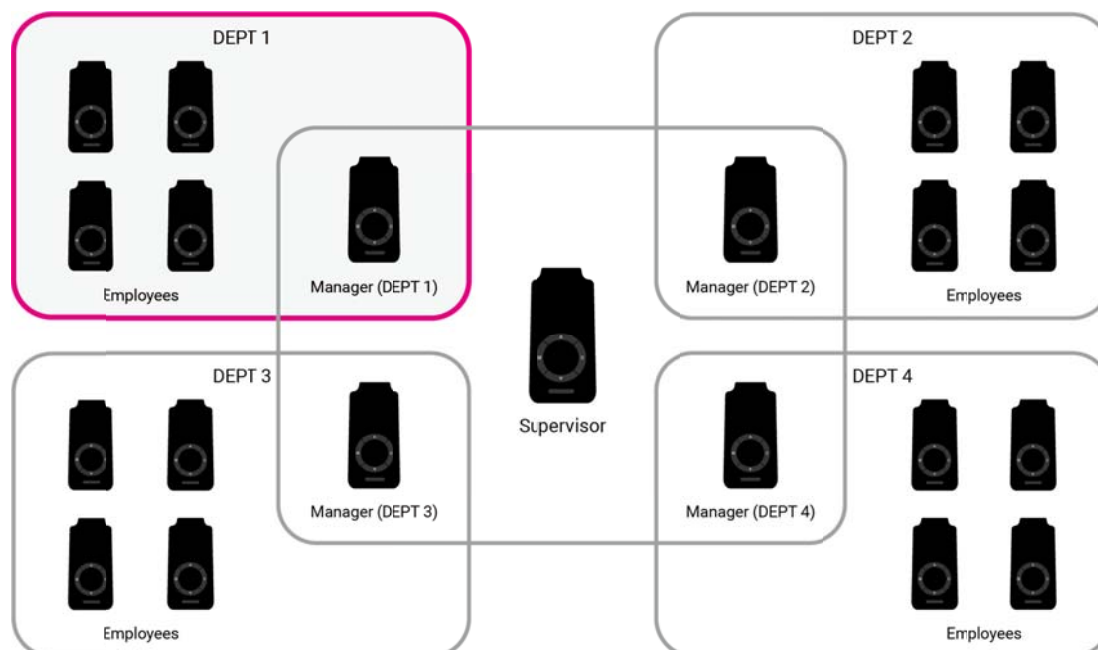 DEPT 1
DEPT 2
Manager (DEPT 1)
Manager (DEPT 2)
Employees
Employees
Supervisor
DEPT 3
DEPT 4
Manager (DEPT 3)
Manager (DEPT 4)
Employees
Employees